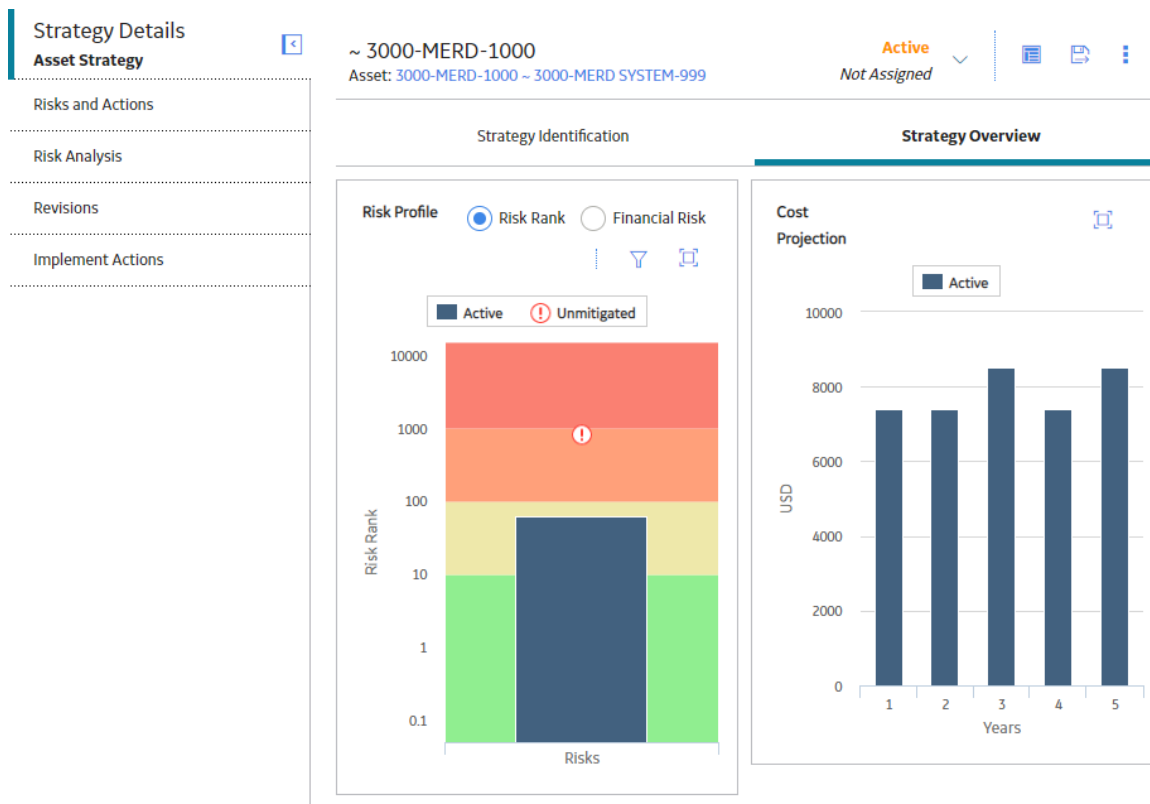 Strategy Details
Asset Strategy
Risks and Actions
Risk Analysis
Revisions
Implement Actions
~ 3000-MERD-1000
Asset: 3000-MERD-1000 ~ 3000-MERD SYSTEM-999
Active
Not Assigned
Strategy Identification
Strategy Overview
Risk Profile
Risk Rank
Financial Risk
Active
Unmitigated
10000
1000
100
10
1
0.1
Risk Rank
Risks
Cost
Projection
Active
10000
8000
6000
4000
2000
0
USD
1 2 3 4 5
Years